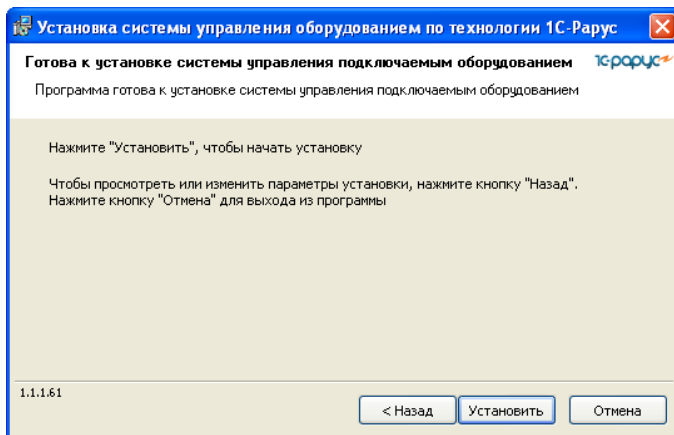 Установка системы управления оборудованием по технологии 1С-Рарус
Готова к установке системы управления подключаемым оборудованием
1С·рарус
Программа готова к установке системы управления подключаемым оборудованием
Нажмите "Установить", чтобы начать установку
Чтобы просмотреть или изменить параметры установки, нажмите кнопку "Назад".
Нажмите кнопку "Отмена" для выхода из программы
1.1.1.61
< Назад
Установить
Отмена